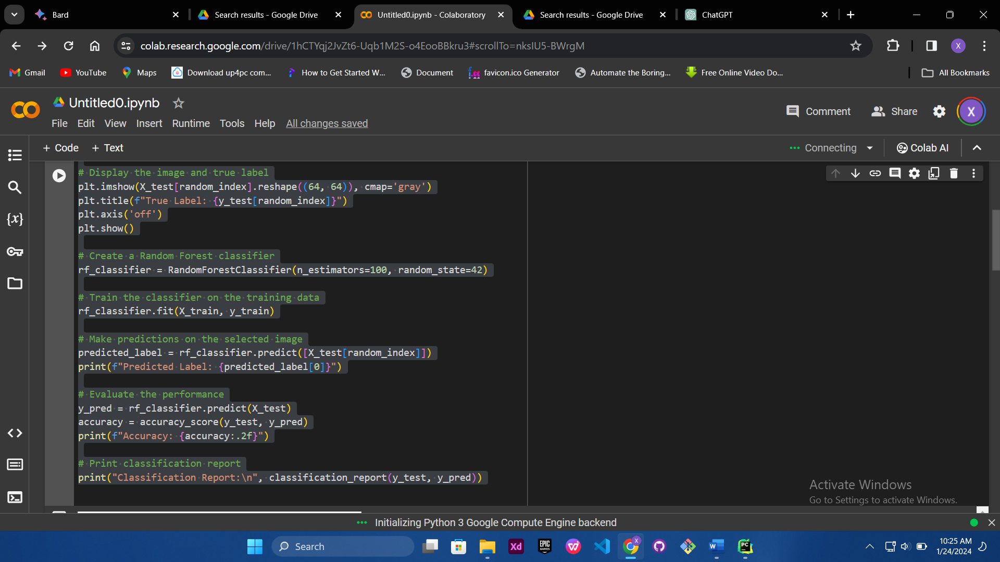 Bard
Search results - Google Drive
Untitled0.ipynb - Colaboratory
Search results - Google Drive
ChatGPT
colab.research.google.com/drive/1hCTYqj2JvZt6-Uqb1M2S-o4EooBBkru3#scrollTo=nksIU5-BWrgM
X
Gmail
YouTube
Maps
Download up4pc com...
How to Get Started W...
Document
favicon.ico Generator
Automate the Boring...
Free Online Video Do...
All Bookmarks
Untitled0.ipynb
File Edit View Insert Runtime Tools Help All changes saved
Comment
Share
X
+ Code + Text
Connecting
Colab AI
{x}
# Display the image and true label
plt.imshow(X_test[random_index].reshape((64, 64)), cmap='gray')
plt.title(f"True Label: {y_test[random_index]}")
plt.axis('off')
plt.show()
# Create a Random Forest classifier
rf_classifier = RandomForestClassifier(n_estimators=100, random_state=42)
# Train the classifier on the training data
rf_classifier.fit(X_train, y_train)
# Make predictions on the selected image
predicted_label = rf_classifier.predict([X_test[random_index]])
print(f"Predicted Label: {predicted_label[0]}")
# Evaluate the performance
y_pred = rf_classifier.predict(X_test)
accuracy = accuracy_score(y_test, y_pred)
print(f"Accuracy: {accuracy:.2f}")
# Print classification report
print("Classification Report:\n", classification_report(y_test, y_pred))
Activate Windows
Go to Settings to activate Windows.
Initializing Python 3 Google Compute Engine backend
Search
Xd
EPIC GAMES
X
W
PC
10:25 AM
1/24/2024